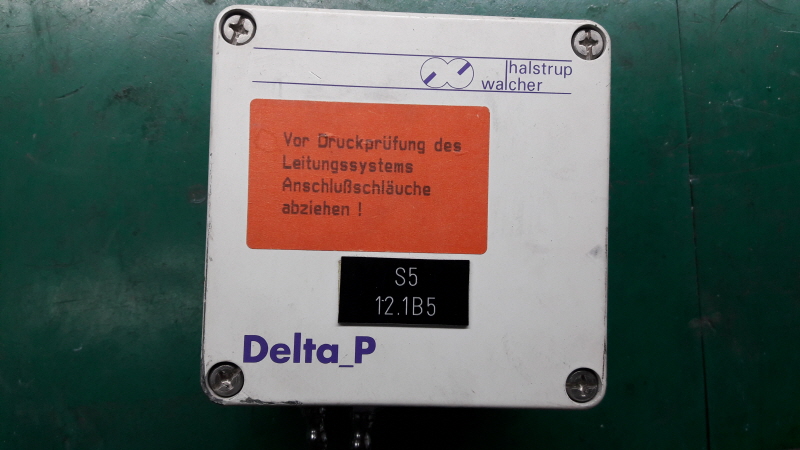 halstrup
walcher
Vor Druckprüfung des
Leitungssystems
Anschlußschläuche
abziehen !
S5
12.1B5
Delta_P